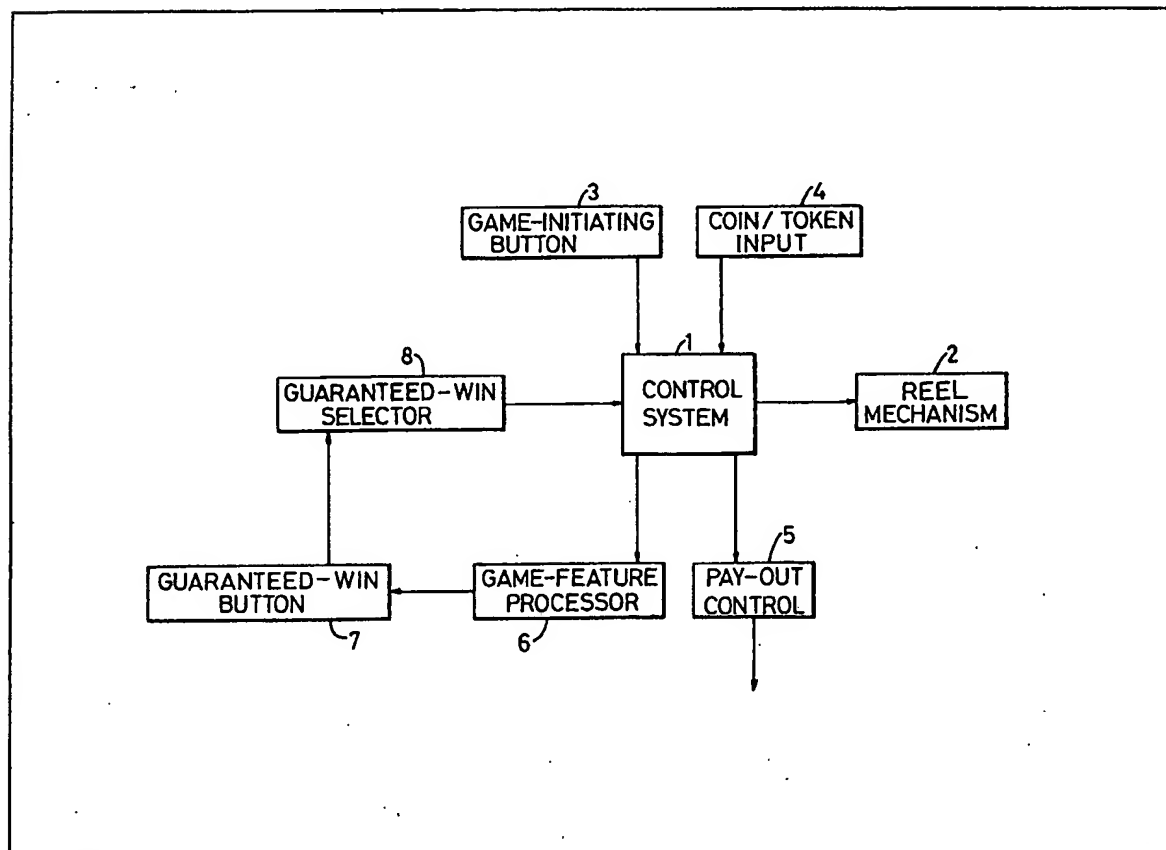 3
GAME-INITIATING
BUTTON
4
COIN/TOKEN
INPUT
1
CONTROL
SYSTEM
2
REEL
MECHANISM
8
GUARANTEED-WIN
SELECTOR
5
PAY-OUT
CONTROL
GAME-FEATURE
PROCESSOR
6
GUARANTEED-WIN
BUTTON
7